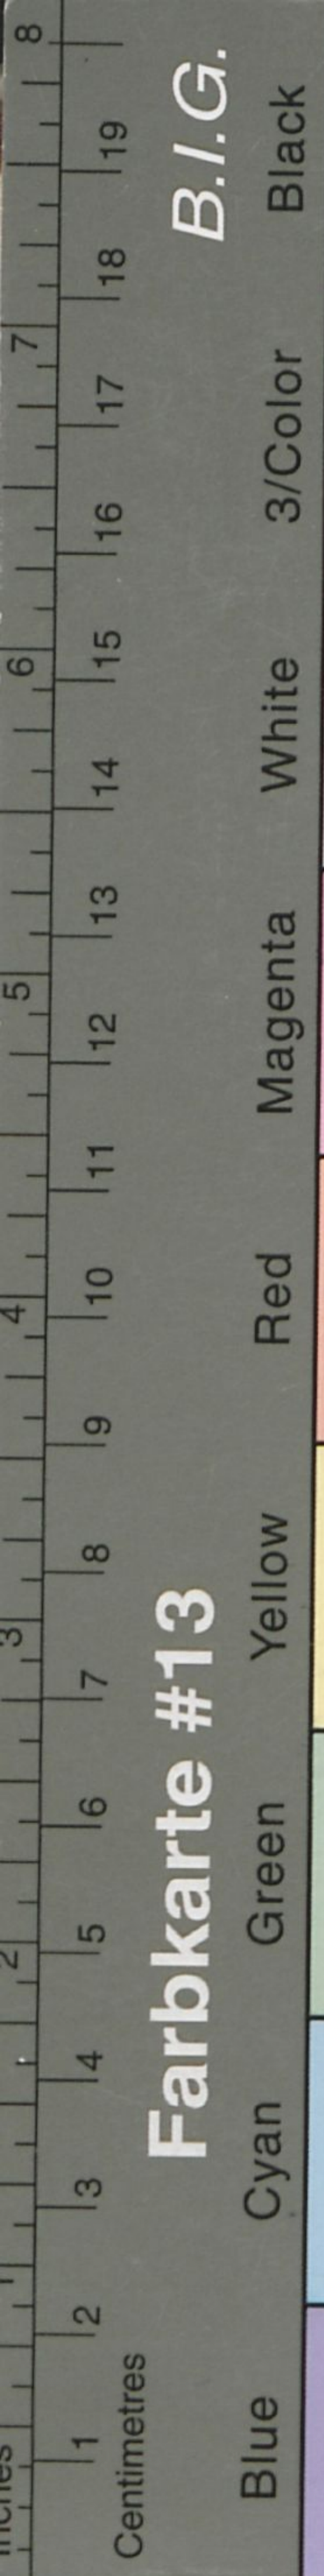 Inches 1 2 3 4 5 6 7 8
Centimetres 1 2 3 4 5 6 7 8 9 10 11 12 13 14 15 16 17 18 19
Farbkarte #13 B.I.G.
Blue Cyan Green Yellow Red Magenta White 3/Color Black